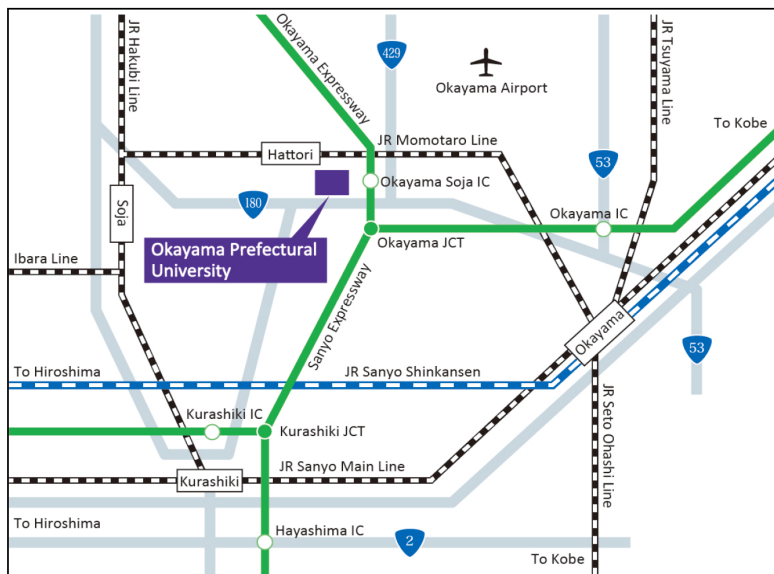 JR Hakubi Line
Okayama Expressway
429
Okayama Airport
JR Tsuyama Line
To Kobe
JR Momotaro Line
Hattori
53
Okayama Soja IC
Soja
180
Okayama IC
Okayama Prefectural
University
Okayama JCT
Ibara Line
Sanyo Expressway
Okayama
53
To Hiroshima
JR Sanyo Shinkansen
Kurashiki IC
Kurashiki JCT
JR Seto Ohashi Line
JR Sanyo Main Line
Kurashiki
To Hiroshima
Hayashima IC
2
To Kobe